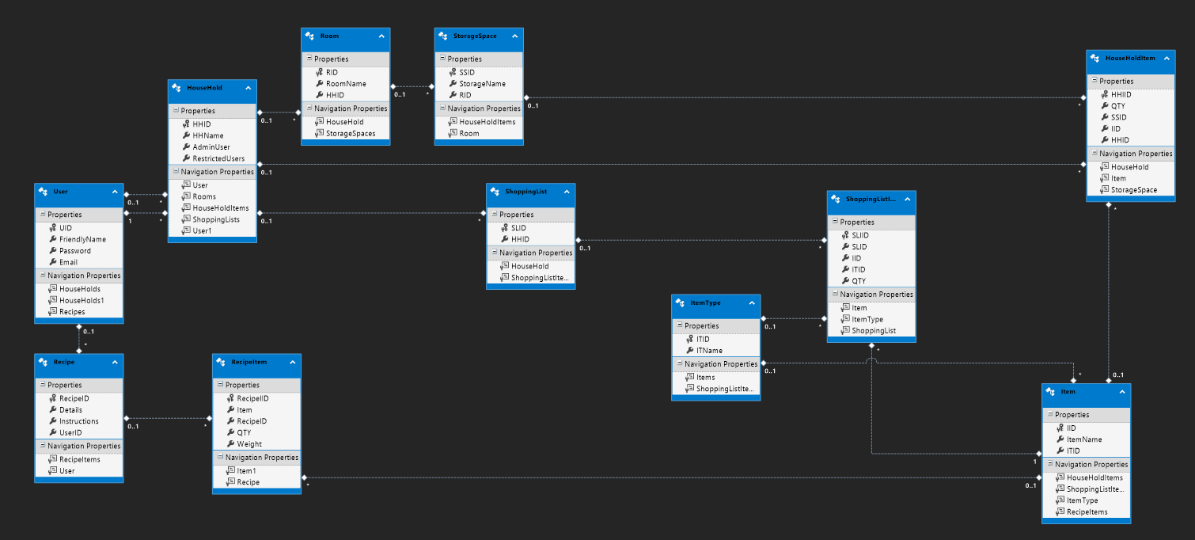 Room
Properties
RID
RoomName
HHID
Navigation Properties
HouseHold
StorageSpaces
StorageSpace
Properties
SSID
StorageName
RID
Navigation Properties
HouseHoldItems
Room
HouseHoldItem
Properties
HHIID
QTY
SSID
IID
HHID
Navigation Properties
HouseHold
Item
StorageSpace
HouseHold
Properties
HHID
HHName
AdminUser
RestrictedUsers
Navigation Properties
User
Rooms
HouseHoldItems
ShoppingLists
User1
User
Properties
UID
FriendlyName
Password
Email
Navigation Properties
HouseHolds
HouseHolds1
Recipes
ShoppingList
Properties
SLID
HHID
Navigation Properties
HouseHold
ShoppingListIte...
ShoppingListI...
Properties
SLIID
SLID
IID
ITID
QTY
Navigation Properties
Item
ItemType
ShoppingList
ItemType
Properties
ITID
ITName
Navigation Properties
Items
ShoppingListIte...
Recipe
Properties
RecipeID
Details
Instructions
UserID
Navigation Properties
RecipeItems
User
RecipeItem
Properties
RecipeIID
Item
RecipeID
QTY
Weight
Navigation Properties
Item1
Recipe
Item
Properties
IID
ItemName
ITID
Navigation Properties
HouseHoldItems
ShoppingListIte...
ItemType
RecipeItems
0..1
*
0..1
*
0..1
*
0..1
*
0..1
*
1
*
0..1
*
0..1
*
0..1
*
0..1
*
0..1
*
0..1
*
0..1
*
1
*
0..1
*